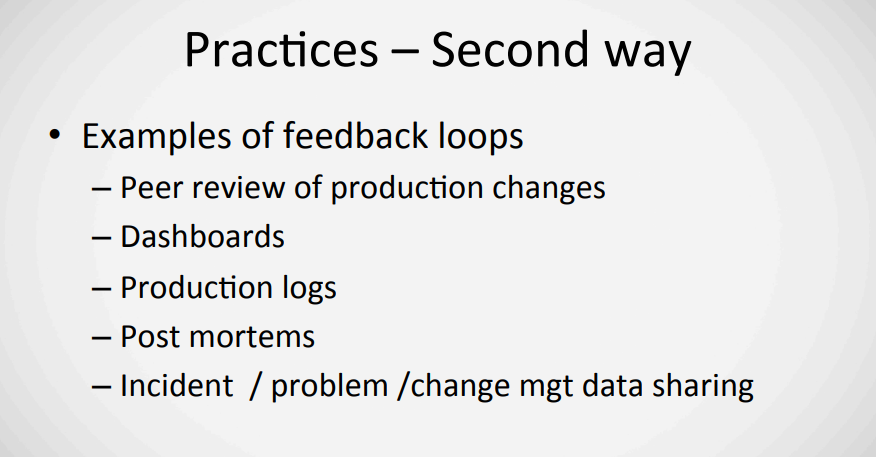 Practices – Second way
• Examples of feedback loops
– Peer review of production changes
– Dashboards
– Production logs
– Post mortems
– Incident / problem /change mgt data sharing